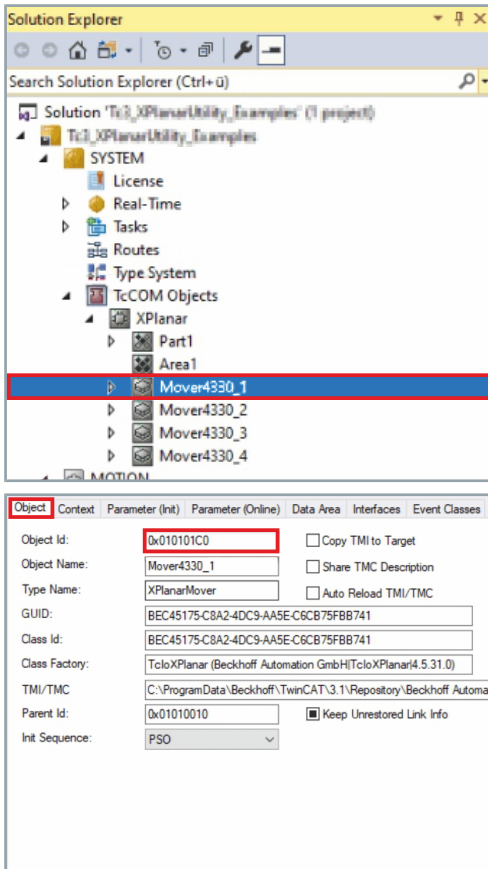 Solution Explorer
Search Solution Explorer (Ctrl+ü)
Solution 'Tc3_XPlanarUtility_Examples' (1 project)
Tc3_XPlanarUtility_Examples
SYSTEM
License
Real-Time
Tasks
Routes
Type System
TcCOM Objects
XPlanar
Part1
Area1
Mover4330_1
Mover4330_2
Mover4330_3
Mover4330_4
MOTION
Object Context Parameter (Init) Parameter (Online) Data Area Interfaces Event Classes
Object Id: 0x010101C0 Copy TMI to Target
Object Name: Mover4330_1 Share TMC Description
Type Name: XPlanarMover Auto Reload TMI/TMC
GUID: BEC45175-C8A2-4DC9-AA5E-C6CB75FBB741
Class Id: BEC45175-C8A2-4DC9-AA5E-C6CB75FBB741
Class Factory: TcIoXPlanar (Beckhoff Automation GmbH|TcIoXPlanar|4.5.31.0)
TMI/TMC C:\ProgramData\Beckhoff\TwinCAT\3.1\Repository\Beckhoff Automa
Parent Id: 0x01010010 Keep Unrestored Link Info
Init Sequence: PSO